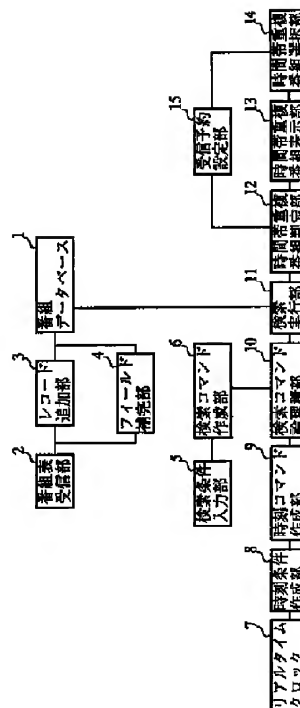 1
番組
データベース
2
番組表
受信部
3
レコード
追加部
4
フィールド
補完部
5
検索条件
入力部
6
検索コマンド
作成部
7
リアルタイム
クロック
8
時刻条件
作成部
9
時刻コマンド
作成部
10
検索コマンド
11
検索
実行部
12
時間帯重複
番組判定部
13
時間帯重複
番組表示部
14
時間帯重複
番組選択部
15
受信予約
設定部